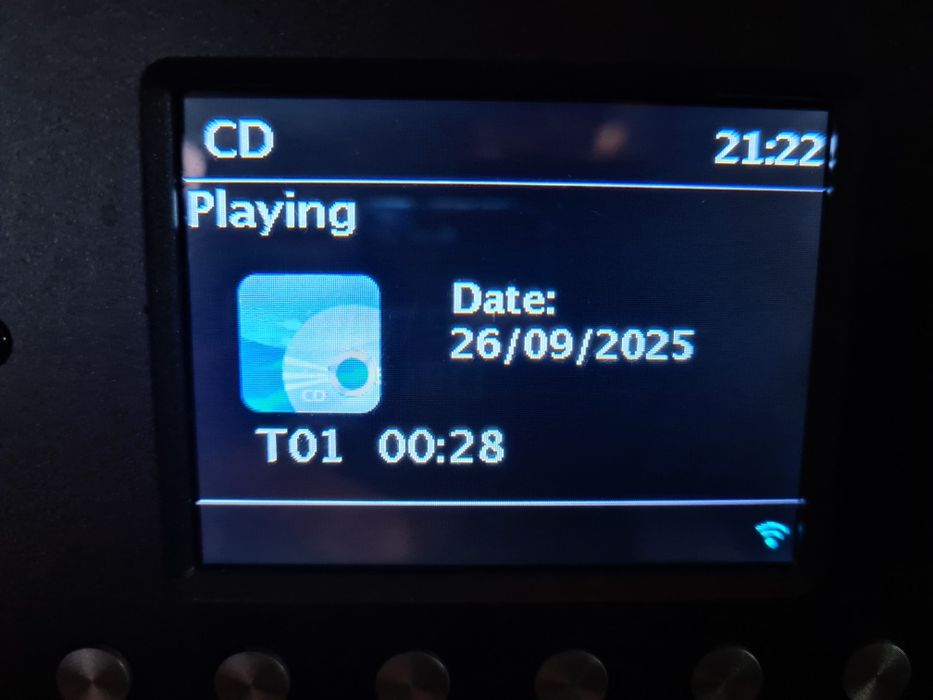 CD 21:22
Playing
Date:
26/09/2025
CD
T01 00:28